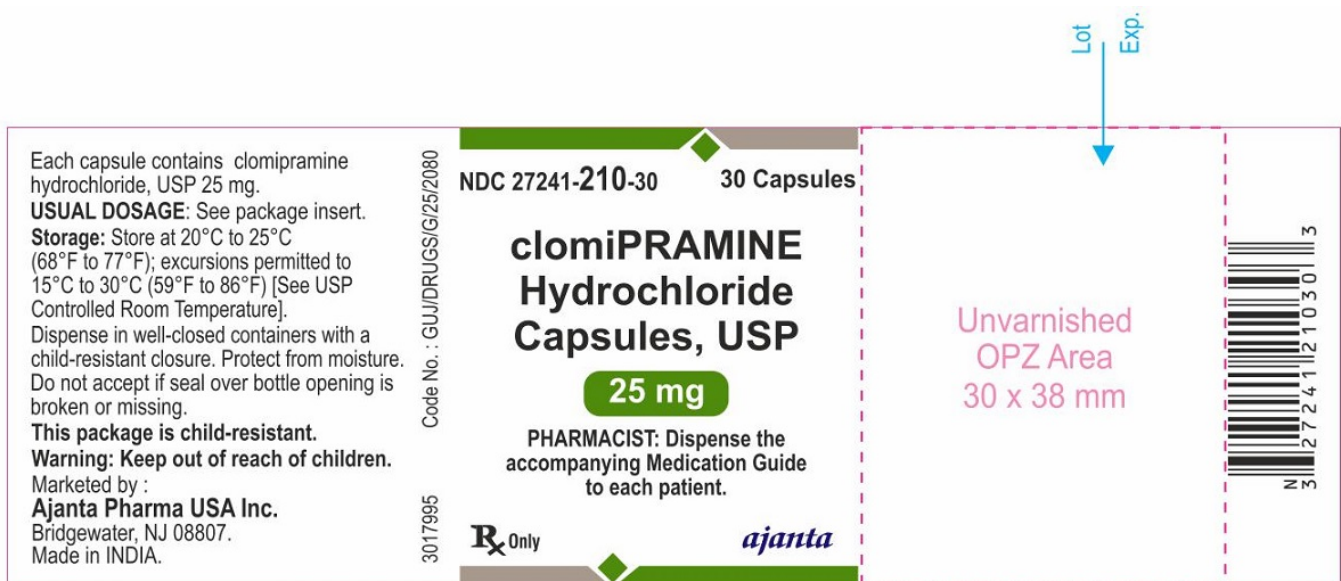 Each capsule contains clomipramine
hydrochloride, USP 25 mg.
USUAL DOSAGE: See package insert.
Storage: Store at 20°C to 25°C
(68°F to 77°F); excursions permitted to
15°C to 30°C (59°F to 86°F) [See USP
Controlled Room Temperature].
Dispense in well-closed containers with a
child-resistant closure. Protect from moisture.
Do not accept if seal over bottle opening is
broken or missing.
This package is child-resistant.
Warning: Keep out of reach of children.
Marketed by :
Ajanta Pharma USA Inc.
Bridgewater, NJ 08807.
Made in INDIA.
Code No. : GUJ/DRUGS/G/25/2080
3017995
NDC 27241-210-30 30 Capsules
clomiPRAMINE
Hydrochloride
Capsules, USP
25 mg
PHARMACIST: Dispense the
accompanying Medication Guide
to each patient.
Rx Only
ajanta
Lot
Exp.
Unvarnished
OPZ Area
30 x 38 mm
N
3 27241 21030 3